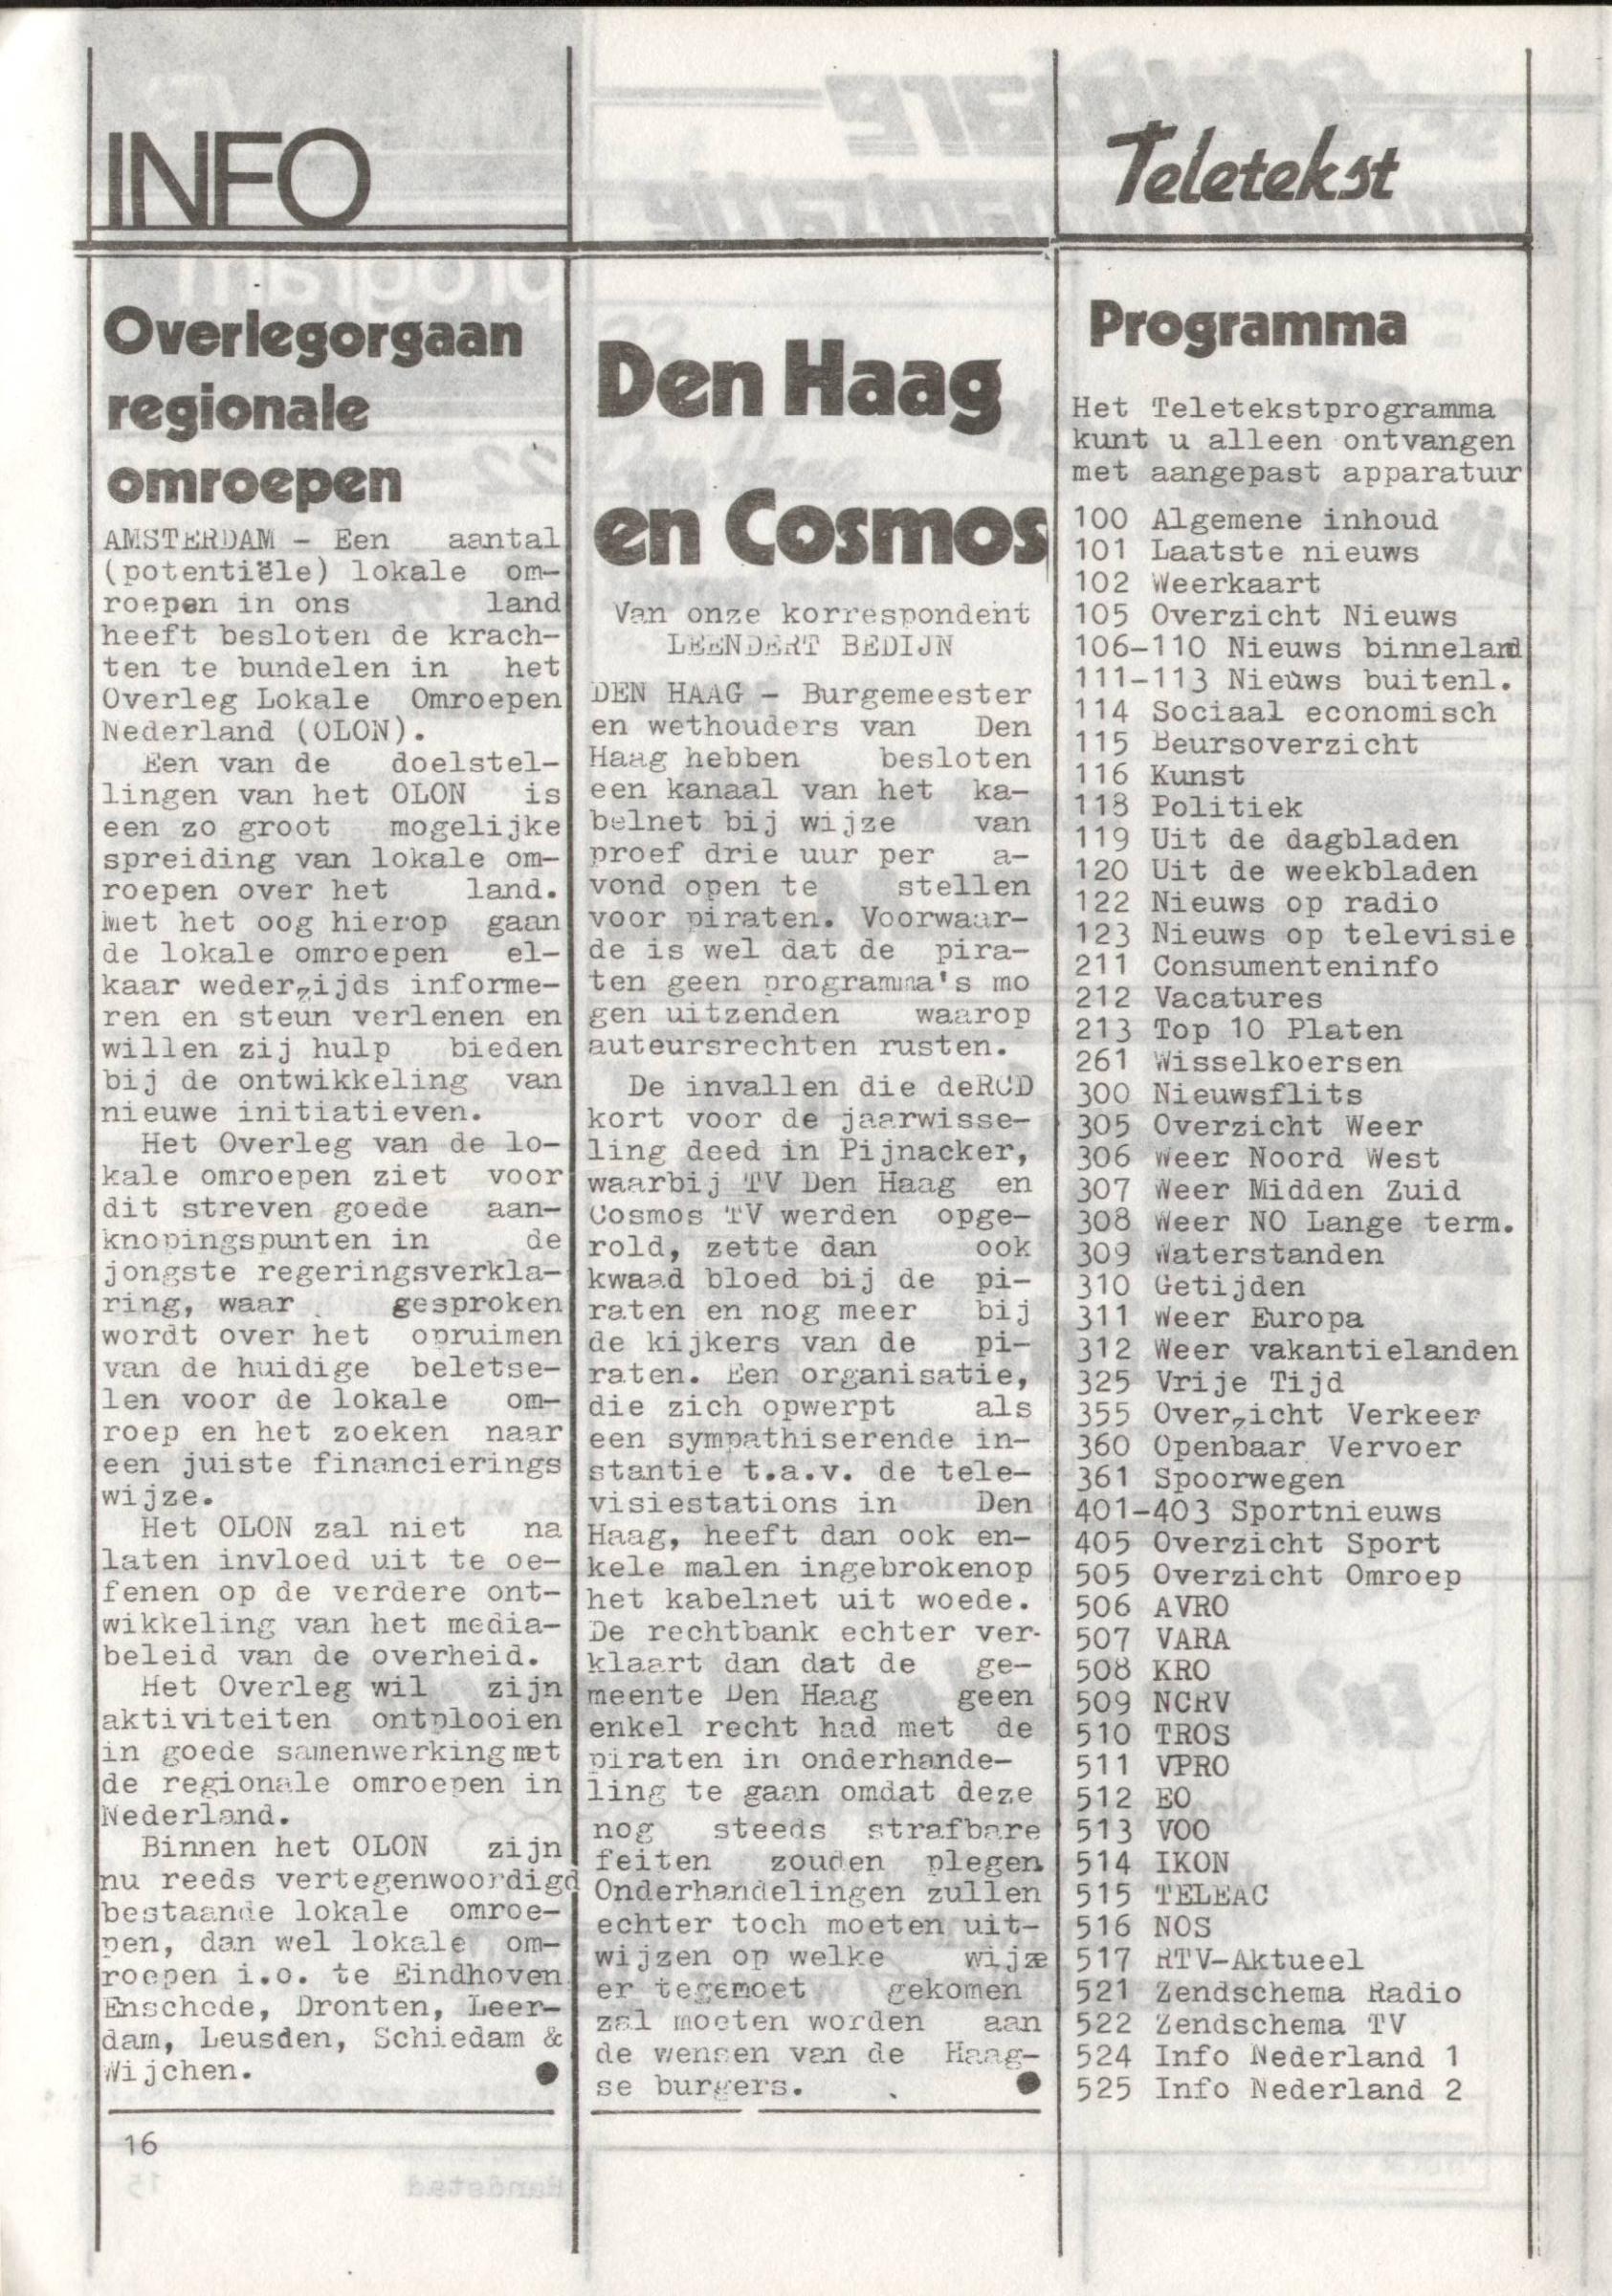 INFO
Overlegorgaan
regionale
omroepen
AMSTERDAM - Een aantal
(potentiële) lokale om-
roepen in ons land
heeft besloten de krach-
ten te bundelen in het
Overleg Lokale Omroepen
Nederland (OLON).
Een van de doelstel-
lingen van het OLON is
een zo groot mogelijke
spreiding van lokale om-
roepen over het land.
Met het oog hierop gaan
de lokale omroepen el-
kaar wederzijds informe-
ren en steun verlenen en
willen zij hulp bieden
bij de ontwikkeling van
nieuwe initiatieven.
Het Overleg van de lo-
kale omroepen ziet voor
dit streven goede aan-
knopingspunten in de
jongste regeringsverkla-
ring, waar gesproken
wordt over het opruimen
van de huidige beletse-
len voor de lokale om-
roep en het zoeken naar
een juiste financierings
wijze.
Het OLON zal niet na
laten invloed uit te oe-
fenen op de verdere ont-
wikkeling van het media-
beleid van de overheid.
Het Overleg wil zijn
aktiviteiten ontplooien
in goede samenwerking met
de regionale omroepen in
Nederland.
Binnen het OLON zijn
nu reeds vertegenwoordigd
bestaande lokale omroe-
pen, dan wel lokale om-
roepen i.o. te Eindhoven
Enschede, Dronten, Leer-
dam, Leusden, Schiedam &
Wijchen.
16
Den Haag
en Cosmos
Van onze korrespondent
LEENDERT BEDIJN
DEN HAAG - Burgemeester
en wethouders van Den
Haag hebben besloten
een kanaal van het ka-
belnet bij wijze van
proef drie uur per a-
vond open te stellen
voor piraten. Voorwaar-
de is wel dat de pira-
ten geen programma's mo
gen uitzenden waarop
auteursrechten rusten.
De invallen die deRCD
kort voor de jaarwisse-
ling deed in Pijnacker,
waarbij TV Den Haag en
Cosmos TV werden opge-
rold, zette dan ook
kwaad bloed bij de pi-
raten en nog meer bij
de kijkers van de pi-
raten. Een organisatie,
die zich opwerpt als
een sympathiserende in-
stantie t.a.v. de tele-
visiestations in Den
Haag, heeft dan ook en-
kele malen ingebrokenop
het kabelnet uit woede.
De rechtbank echter ver-
klaart dan dat de ge-
meente Den Haag geen
enkel recht had met de
piraten in onderhande-
ling te gaan omdat deze
nog steeds strafbare
feiten zouden plegen.
Onderhandelingen zullen
echter toch moeten uit-
wijzen op welke wijze
er tegemoet gekomen
zal moeten worden aan
de wensen van de Haag-
se burgers.
Teletekst
Programma
Het Teletekstprogramma
kunt u alleen ontvangen
met aangepast apparatuur
100 Algemene inhoud
101 Laatste nieuws
102 Weerkaart
105 Overzicht Nieuws
106-110 Nieuws binneland
111-113 Nieuws buitenl.
114 Sociaal economisch
115 Beursoverzicht
116 Kunst
118 Politiek
119 Uit de dagbladen
120 Uit de weekbladen
122 Nieuws op radio
123 Nieuws op televisie
211 Consumenteninfo
212 Vacatures
213 Top 10 Platen
261 Wisselkoersen
300 Nieuwsflits
305 Overzicht Weer
306 Weer Noord West
307 Weer Midden Zuid
308 Weer NO Lange term.
309 Waterstanden
310 Getijden
311 Weer Europa
312 Weer vakantielanden
325 Vrije Tijd
355 Overzicht Verkeer
360 Openbaar Vervoer
361 Spoorwegen
401-403 Sportnieuws
405 Overzicht Sport
505 Overzicht Omroep
506 AVRO
507 VARA
508 KRO
509 NCRV
510 TROS
511 VPRO
512 EO
513 VOO
514 IKON
515 TELEAC
516 NOS
517 RTV-Aktueel
521 Zendschema Radio
522 Zendschema TV
524 Info Nederland 1
525 Info Nederland 2